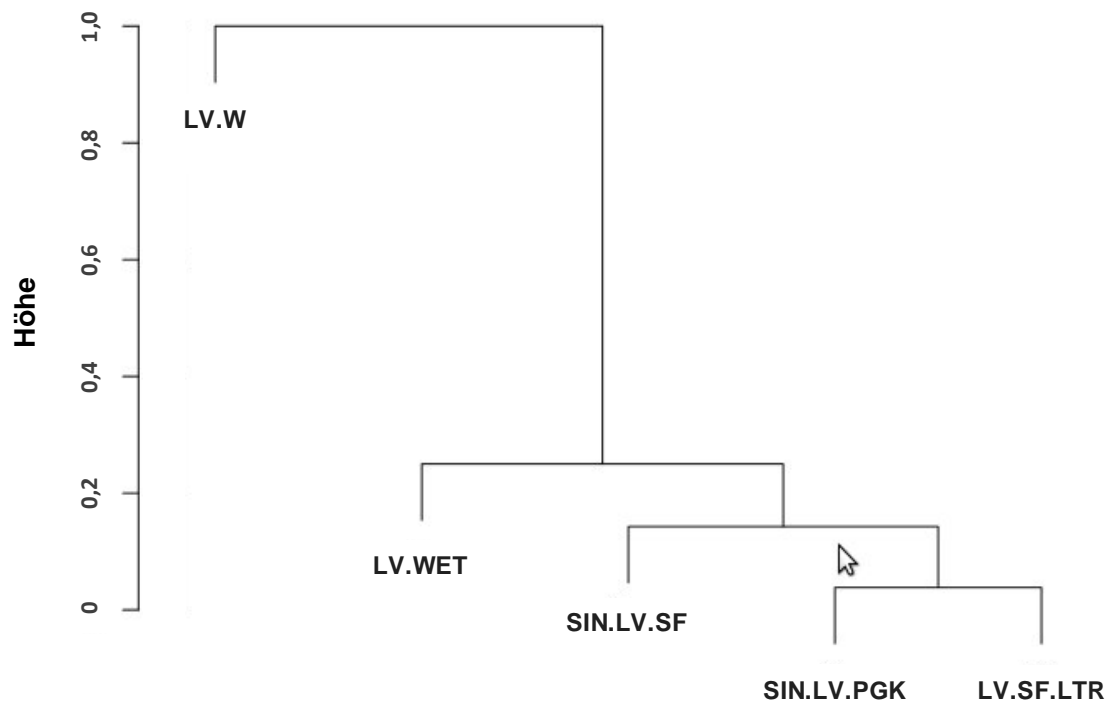 1,0
LV.W
0,8
0,6
Höhe
0,4
0,2
LV.WET
0
SIN.LV.SF
SIN.LV.PGK LV.SF.LTR